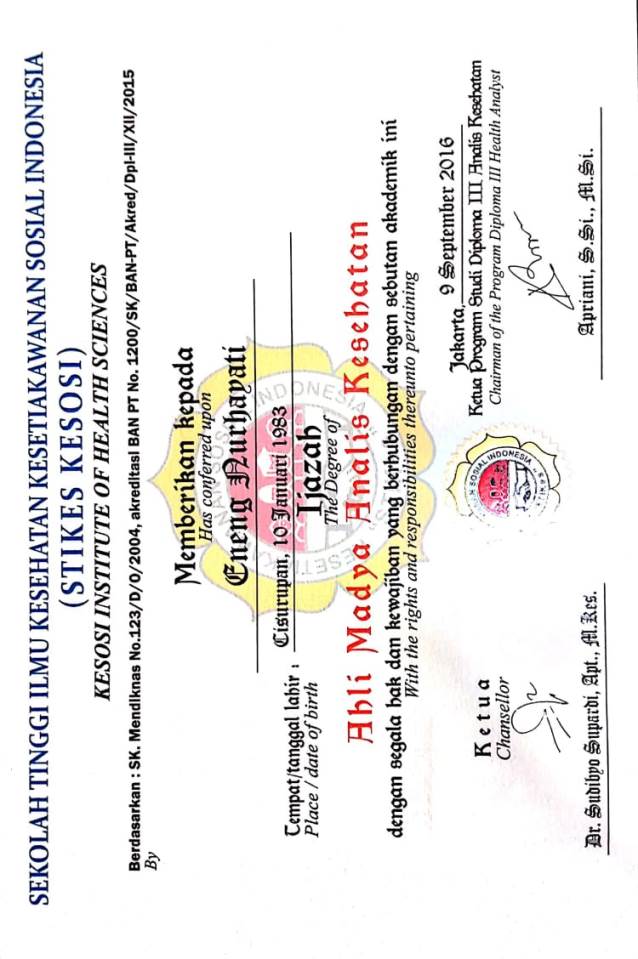 SEKOLAH TINGGI ILMU KESEHATAN KESETIAKAWANAN SOSIAL INDONESIA
(STIKES KESOSI)
KESOSI INSTITUTE OF HEALTH SCIENCES
Berdasarkan : SK. Mendiknas No.123/D/O/2004, akreditasi BAN PT No. 1200/SK/BAN-PT/Akred/Dpl-III/XII/2015
By
Memberikan kepada
Has conferred upon
Eneng Nurhayati
Tempat/tanggal lahir : Cisurupan, 10 Januari 1983
Place / date of birth
Ijazah
The Degree of
Ahli Madya Analis Kesehatan
dengan segala hak dan kewajiban yang berhubungan dengan sebutan akademik ini
With the rights and responsibilities thereunto pertaining
Jakarta, 9 September 2016
Ketua Program Studi Diploma III Analis Kesehatan
Chairman of the Program Diploma III Health Analyst
Apriani, S.Si., M.Si.
SOSIAL INDONESIA
Ketua
Chansellor
Dr. Sudibyo Supardi, Apt., M.Kes.